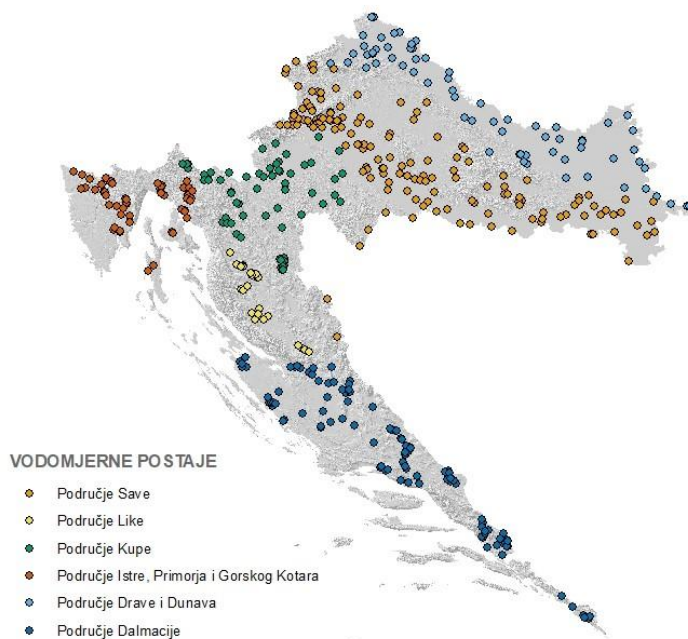 VODOMJERNE POSTAJE
Područje Save
Područje Like
Područje Kupe
Područje Istre, Primorja i Gorskog Kotara
Područje Drave i Dunava
Područje Dalmacije